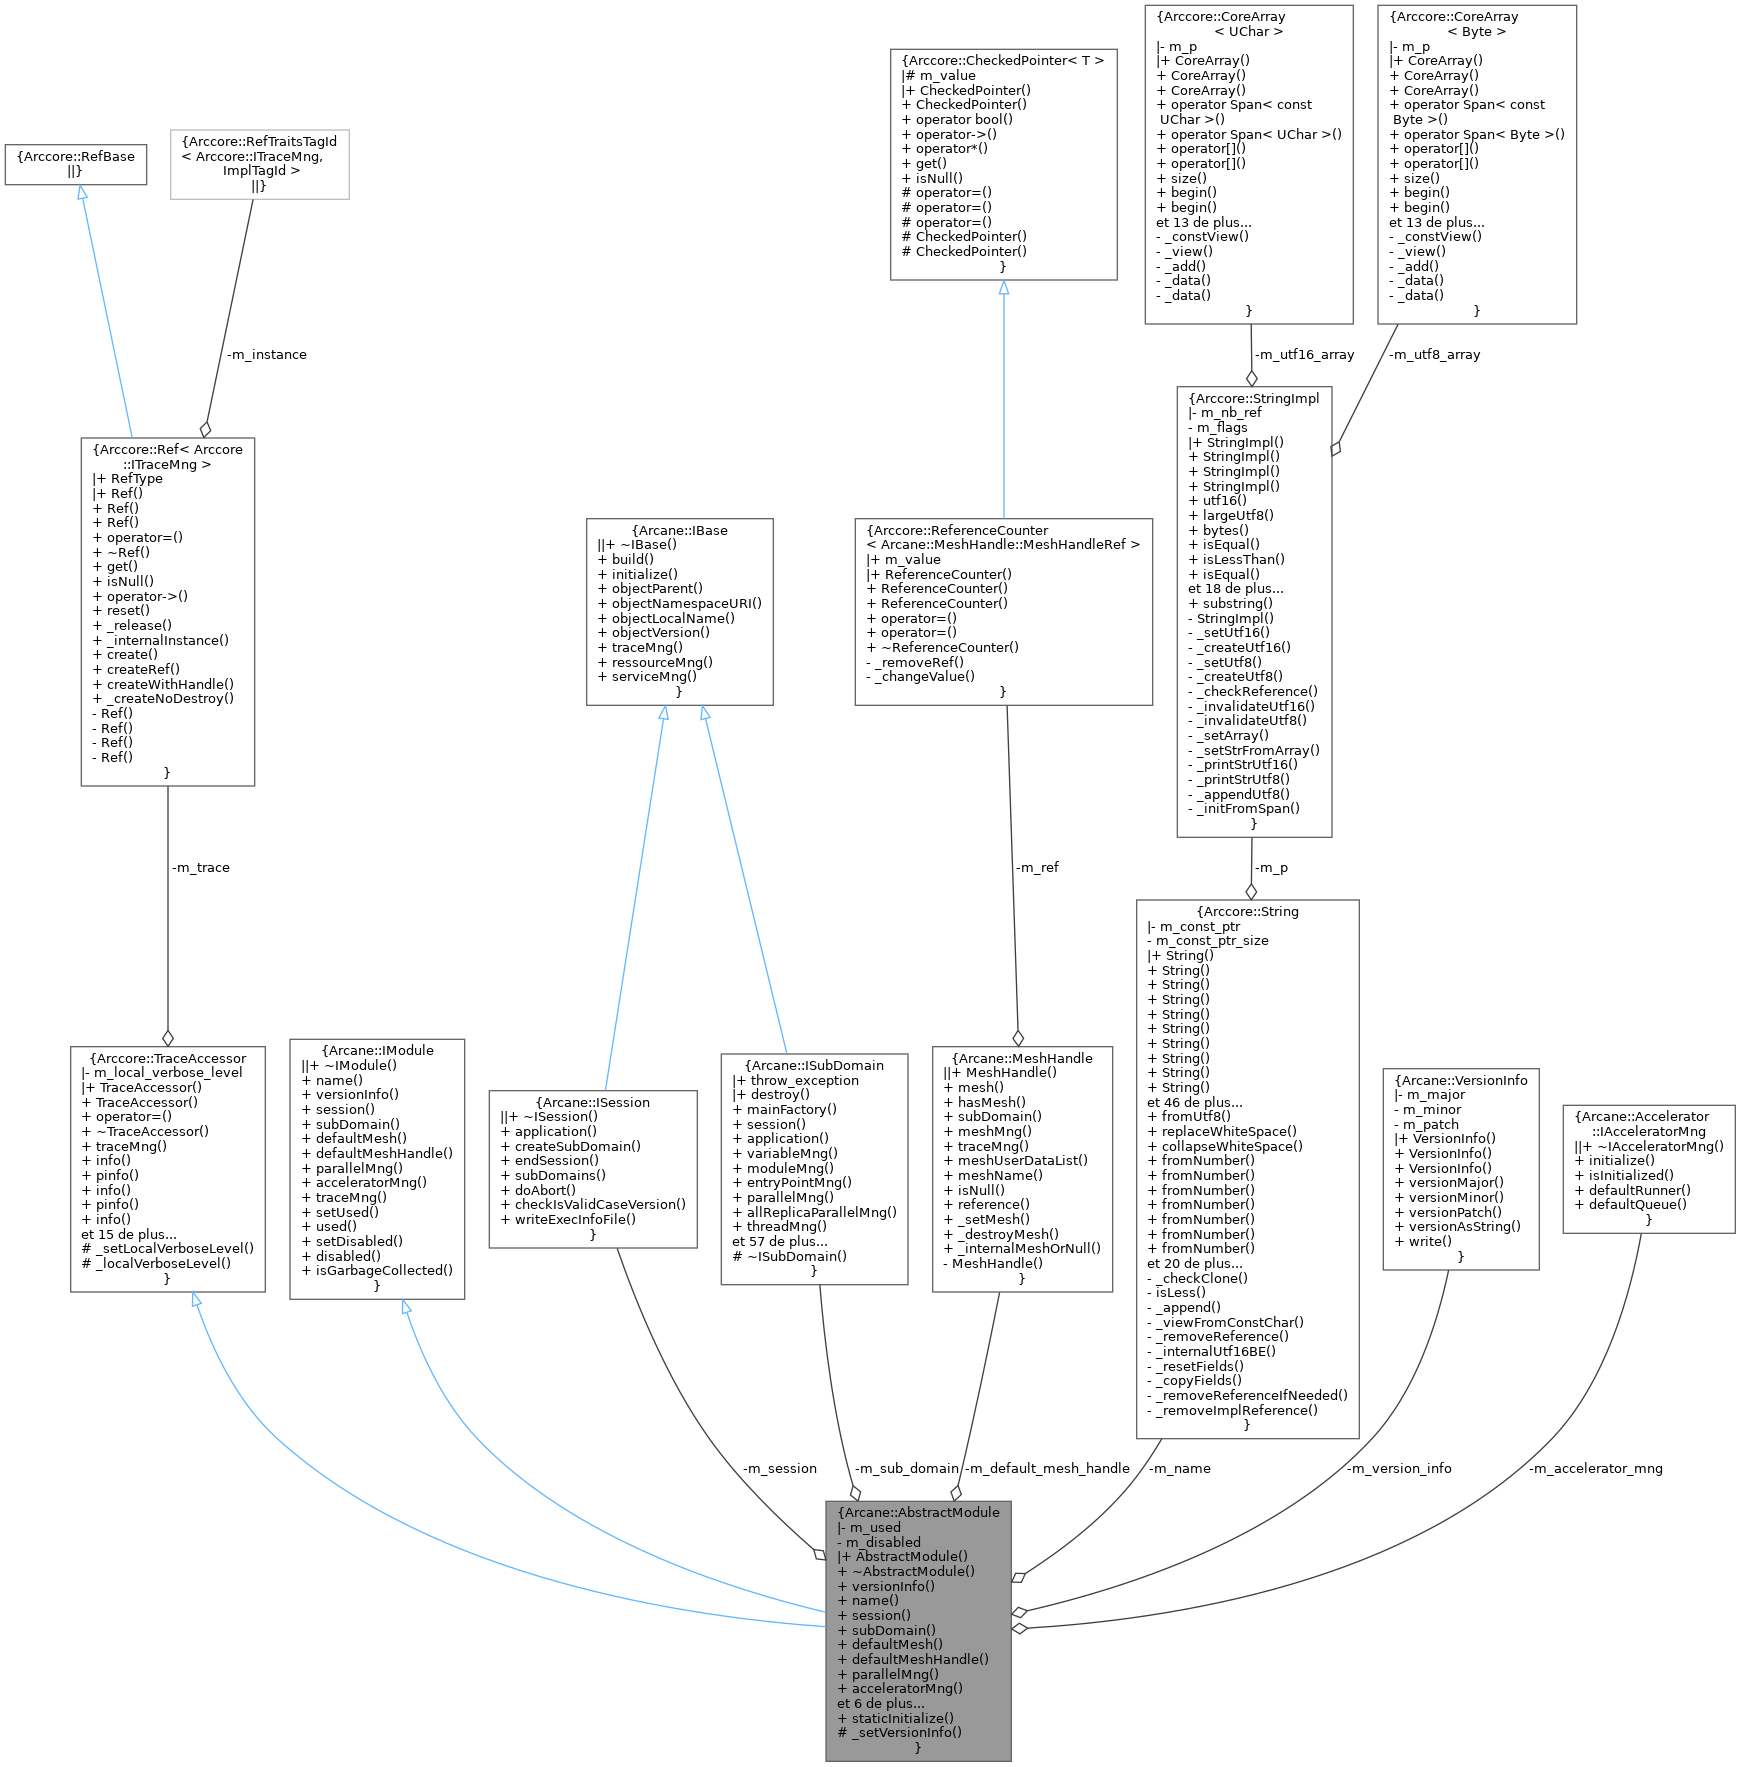 {Arccore::CoreArray
< UChar >
|- m_p
|+ CoreArray()
+ CoreArray()
+ CoreArray()
+ operator Span< const
UChar >()
+ operator Span< UChar >()
+ operator[]()
+ operator[]()
+ size()
+ begin()
+ begin()
et 13 de plus...
- _constView()
- _view()
- _add()
- _data()
- _data()
}
{Arccore::CoreArray
< Byte >
|- m_p
|+ CoreArray()
+ CoreArray()
+ CoreArray()
+ operator Span< const
Byte >()
+ operator Span< Byte >()
+ operator[]()
+ operator[]()
+ size()
+ begin()
+ begin()
et 13 de plus...
- _constView()
- _view()
- _add()
- _data()
- _data()
}
{Arccore::CheckedPointer< T >
|# m_value
|+ CheckedPointer()
+ CheckedPointer()
+ operator bool()
+ operator->()
+ operator*()
+ get()
+ isNull()
# operator=()
# operator=()
# operator=()
# CheckedPointer()
# CheckedPointer()
}
{Arccore::RefBase
||}
{Arccore::RefTraitsTagId
< Arccore::ITraceMng,
ImplTagId >
||}
-m_instance
-m_utf16_array
-m_utf8_array
{Arccore::Ref< Arccore
::ITraceMng >
|+ RefType
|+ Ref()
+ Ref()
+ Ref()
+ operator=()
+ ~Ref()
+ get()
+ isNull()
+ operator->()
+ reset()
+ _release()
+ _internalInstance()
+ create()
+ createRef()
+ createWithHandle()
+ _createNoDestroy()
- Ref()
- Ref()
- Ref()
- Ref()
}
{Arcane::IBase
||+ ~IBase()
+ build()
+ initialize()
+ objectParent()
+ objectNamespaceURI()
+ objectLocalName()
+ objectVersion()
+ traceMng()
+ ressourceMng()
+ serviceMng()
}
{Arccore::ReferenceCounter
< Arcane::MeshHandle::MeshHandleRef >
|+ m_value
|+ ReferenceCounter()
+ ReferenceCounter()
+ ReferenceCounter()
+ operator=()
+ operator=()
+ ~ReferenceCounter()
- _removeRef()
- _changeValue()
}
{Arccore::StringImpl
|- m_nb_ref
- m_flags
|+ StringImpl()
+ StringImpl()
+ StringImpl()
+ StringImpl()
+ utf16()
+ largeUtf8()
+ bytes()
+ isEqual()
+ isLessThan()
+ isEqual()
et 18 de plus...
+ substring()
- StringImpl()
- _setUtf16()
- _createUtf16()
- _setUtf8()
- _createUtf8()
- _checkReference()
- _invalidateUtf16()
- _invalidateUtf8()
- _setArray()
- _setStrFromArray()
- _printStrUtf16()
- _printStrUtf8()
- _appendUtf8()
- _initFromSpan()
}
-m_trace
-m_ref
-m_p
{Arccore::TraceAccessor
|- m_local_verbose_level
|+ TraceAccessor()
+ TraceAccessor()
+ operator=()
+ ~TraceAccessor()
+ traceMng()
+ info()
+ pinfo()
+ info()
+ pinfo()
+ info()
et 15 de plus...
# _setLocalVerboseLevel()
# _localVerboseLevel()
}
{Arcane::IModule
||+ ~IModule()
+ name()
+ versionInfo()
+ session()
+ subDomain()
+ defaultMesh()
+ defaultMeshHandle()
+ parallelMng()
+ acceleratorMng()
+ traceMng()
+ setUsed()
+ used()
+ setDisabled()
+ disabled()
+ isGarbageCollected()
}
{Arcane::ISession
||+ ~ISession()
+ application()
+ createSubDomain()
+ endSession()
+ subDomains()
+ doAbort()
+ checkIsValidCaseVersion()
+ writeExecInfoFile()
}
{Arcane::ISubDomain
|+ throw_exception
|+ destroy()
+ mainFactory()
+ session()
+ application()
+ variableMng()
+ moduleMng()
+ entryPointMng()
+ parallelMng()
+ allReplicaParallelMng()
+ threadMng()
et 57 de plus...
# ~ISubDomain()
}
{Arcane::MeshHandle
||+ MeshHandle()
+ mesh()
+ hasMesh()
+ subDomain()
+ meshMng()
+ traceMng()
+ meshUserDataList()
+ meshName()
+ isNull()
+ reference()
+ _setMesh()
+ _destroyMesh()
+ _internalMeshOrNull()
- MeshHandle()
}
{Arccore::String
|- m_const_ptr
- m_const_ptr_size
|+ String()
+ String()
+ String()
+ String()
+ String()
+ String()
+ String()
+ String()
+ String()
+ String()
et 46 de plus...
+ fromUtf8()
+ replaceWhiteSpace()
+ collapseWhiteSpace()
+ fromNumber()
+ fromNumber()
+ fromNumber()
+ fromNumber()
+ fromNumber()
+ fromNumber()
+ fromNumber()
et 20 de plus...
- _checkClone()
- isLess()
- _append()
- _viewFromConstChar()
- _removeReference()
- _internalUtf16BE()
- _resetFields()
- _copyFields()
- _removeReferenceIfNeeded()
- _removeImplReference()
}
{Arcane::VersionInfo
|- m_major
- m_minor
- m_patch
|+ VersionInfo()
+ VersionInfo()
+ VersionInfo()
+ versionMajor()
+ versionMinor()
+ versionPatch()
+ versionAsString()
+ write()
}
{Arcane::Accelerator
::IAcceleratorMng
||+ ~IAcceleratorMng()
+ initialize()
+ isInitialized()
+ defaultRunner()
+ defaultQueue()
}
-m_session
-m_sub_domain
-m_default_mesh_handle
-m_name
-m_version_info
-m_accelerator_mng
{Arcane::AbstractModule
|- m_used
- m_disabled
|+ AbstractModule()
+ ~AbstractModule()
+ versionInfo()
+ name()
+ session()
+ subDomain()
+ defaultMesh()
+ defaultMeshHandle()
+ parallelMng()
+ acceleratorMng()
et 6 de plus...
+ staticInitialize()
# _setVersionInfo()
}